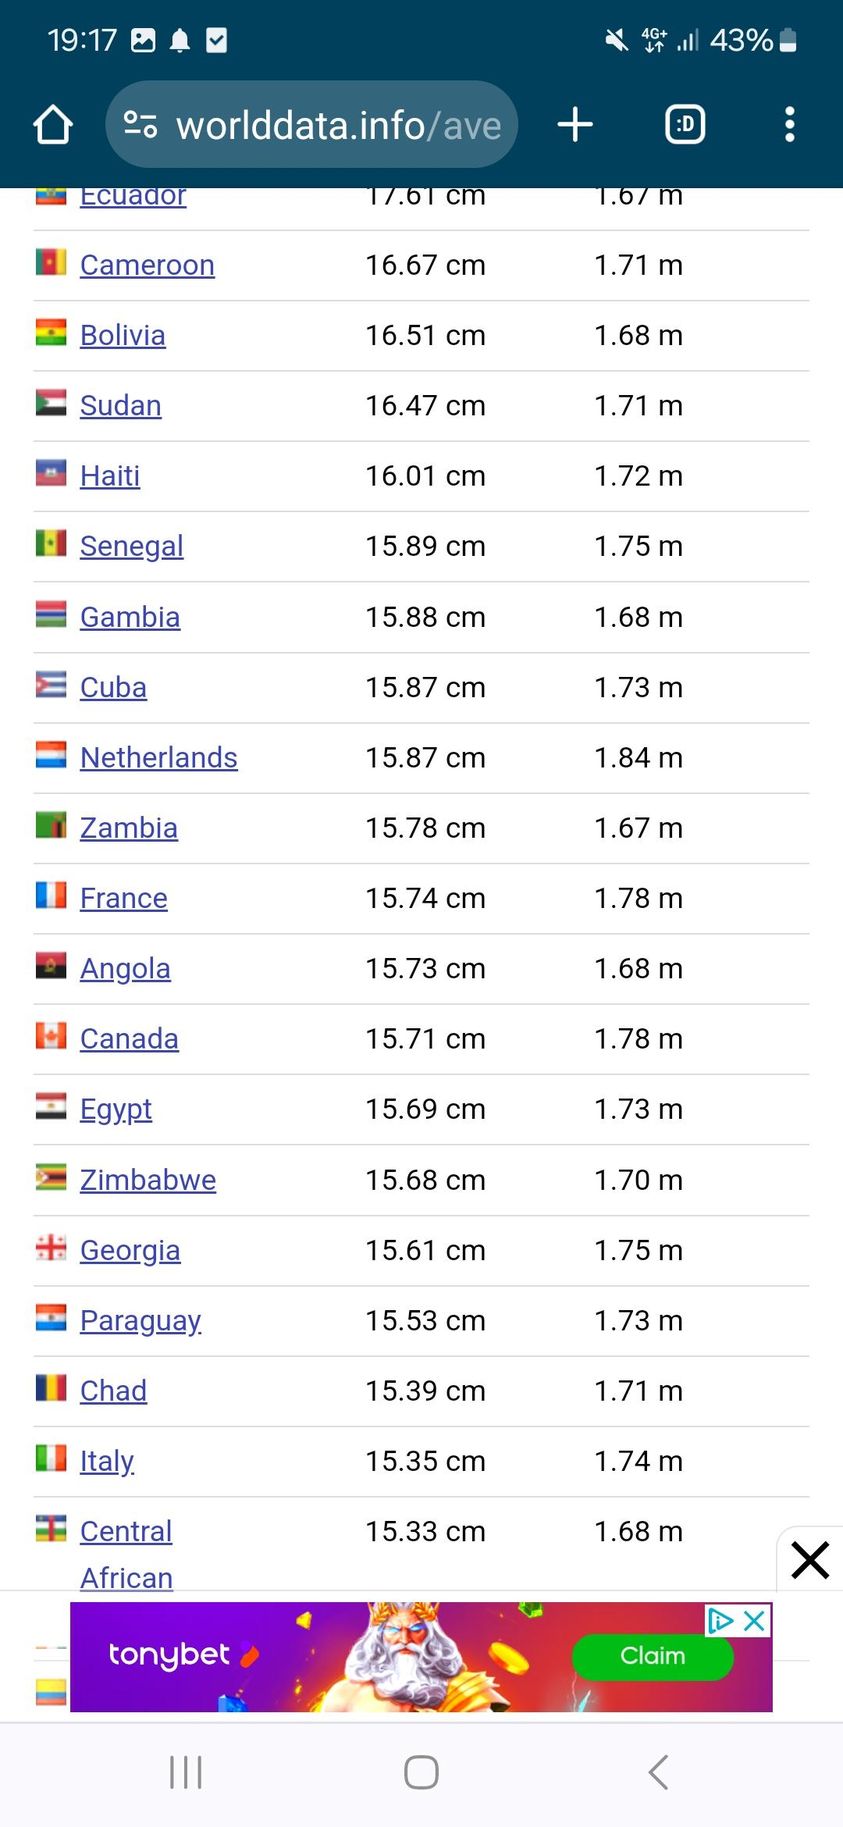 19:17 4G+ 43%
worlddata.info/ave :D
Ecuador 17.61 cm 1.67 m
Cameroon 16.67 cm 1.71 m
Bolivia 16.51 cm 1.68 m
Sudan 16.47 cm 1.71 m
Haiti 16.01 cm 1.72 m
Senegal 15.89 cm 1.75 m
Gambia 15.88 cm 1.68 m
Cuba 15.87 cm 1.73 m
Netherlands 15.87 cm 1.84 m
Zambia 15.78 cm 1.67 m
France 15.74 cm 1.78 m
Angola 15.73 cm 1.68 m
Canada 15.71 cm 1.78 m
Egypt 15.69 cm 1.73 m
Zimbabwe 15.68 cm 1.70 m
Georgia 15.61 cm 1.75 m
Paraguay 15.53 cm 1.73 m
Chad 15.39 cm 1.71 m
Italy 15.35 cm 1.74 m
Central 15.33 cm 1.68 m
African
tonybet Claim